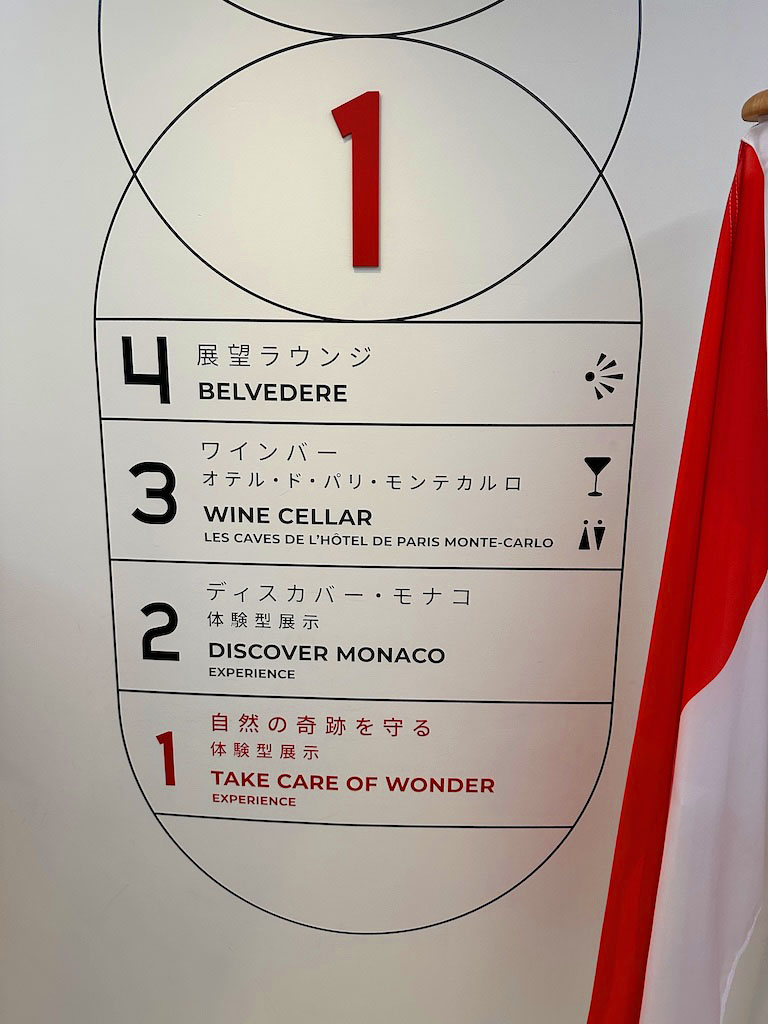 1
4
展望ラウンジ
BELVEDERE
3
ワインバー
オテル・ド・パリ・モンテカルロ
WINE CELLAR
LES CAVES DE L'HÔTEL DE PARIS MONTE-CARLO
2
ディスカバー・モナコ
体験型展示
DISCOVER MONACO
EXPERIENCE
1
自然の奇跡を守る
体験型展示
TAKE CARE OF WONDER
EXPERIENCE